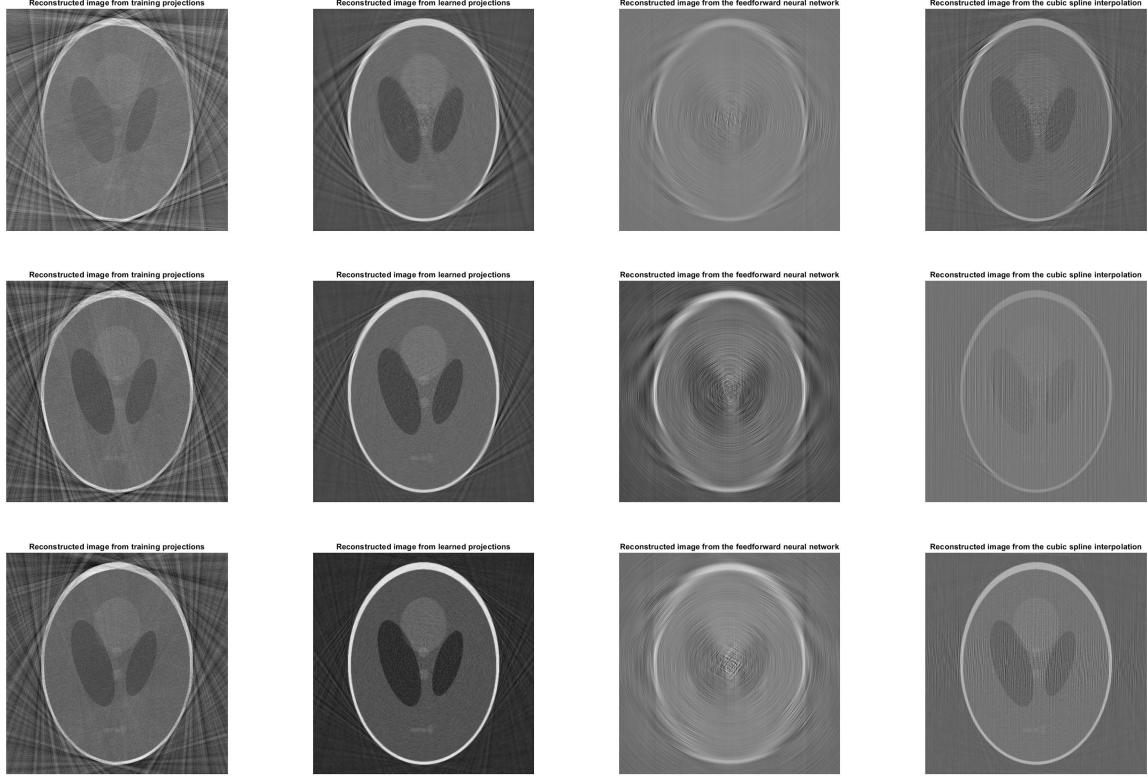 Reconstructed image from training projections
Reconstructed image from learned projections
Reconstructed image from the feedforward neural network
Reconstructed image from the cubic spline interpolation
Reconstructed image from training projections
Reconstructed image from learned projections
Reconstructed image from the feedforward neural network
Reconstructed image from the cubic spline interpolation
Reconstructed image from training projections
Reconstructed image from learned projections
Reconstructed image from the feedforward neural network
Reconstructed image from the cubic spline interpolation